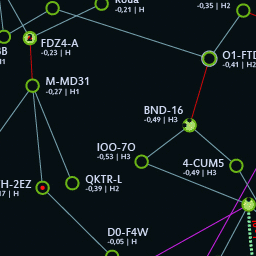 -0,21 | H
-0,35 | H2
FDZ4-A
-0,23 | H
O1-FTD
-0,41 | H2
M-MD31
-0,27 | H1
BND-16
-0,49 | H3
IOO-7O
-0,53 | H3
4-CUM5
-0,49 | H3
H-2EZ
7 | H
QKTR-L
-0,39 | H2
D0-F4W
-0,05 | H